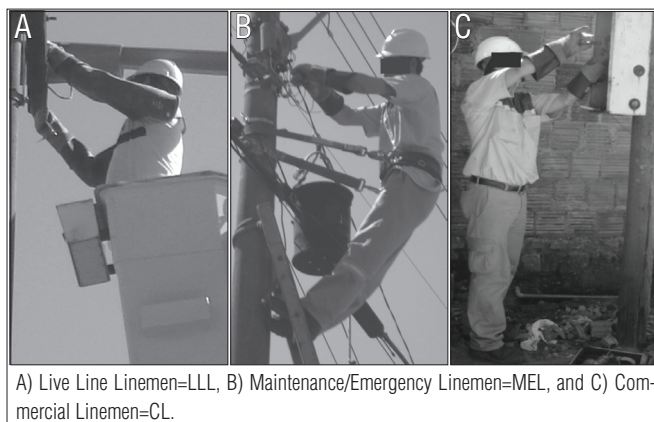 A
B
C
A) Live Line Linemen=LLL, B) Maintenance/Emergency Linemen=MEL, and C) Com-
mercial Linemen=CL.